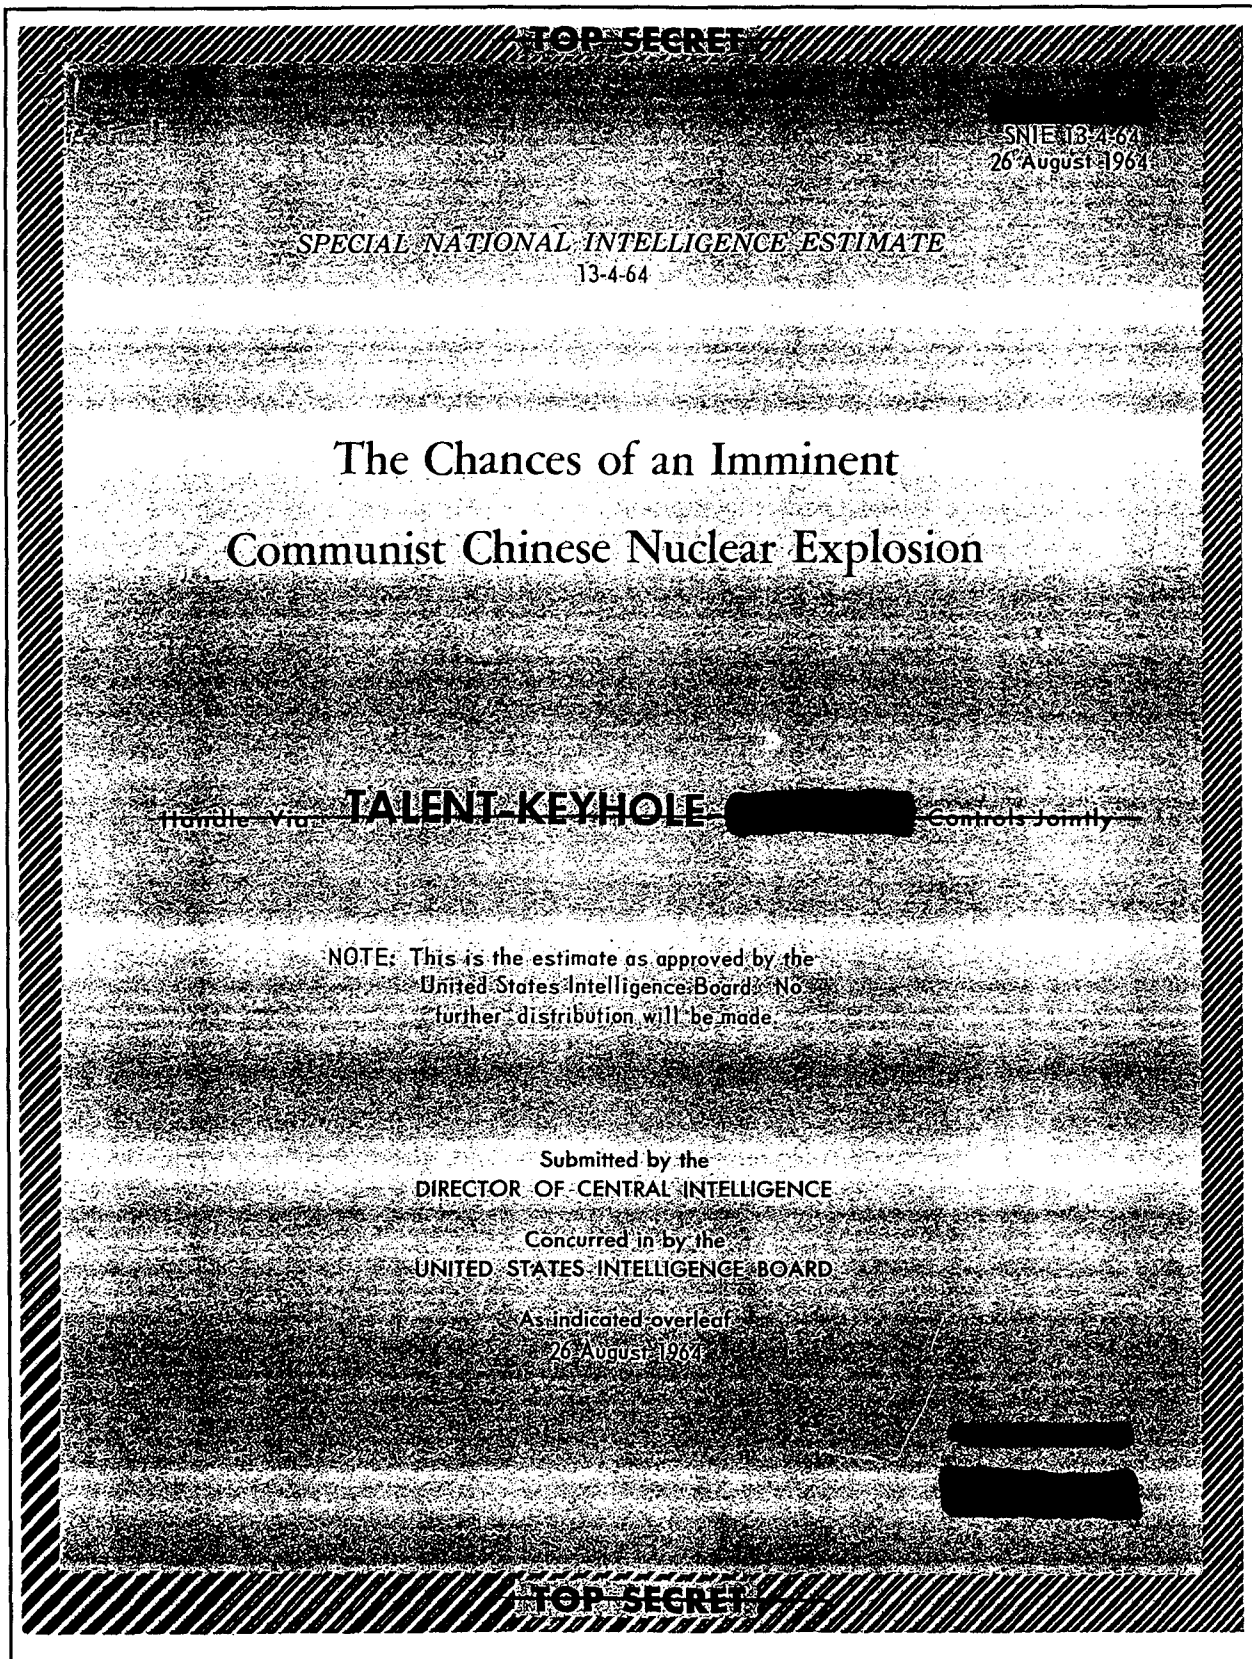 TOP SECRET
SNIE 13-4-64
26 August 1964
SPECIAL NATIONAL INTELLIGENCE ESTIMATE
13-4-64
The Chances of an Imminent
Communist Chinese Nuclear Explosion
Handle Via TALENT-KEYHOLE Controls Jointly
NOTE: This is the estimate as approved by the
United States Intelligence Board. No
further distribution will be made.
Submitted by the
DIRECTOR OF CENTRAL INTELLIGENCE
Concurred in by the
UNITED STATES INTELLIGENCE BOARD
As indicated overleaf
26 August 1964
TOP SECRET